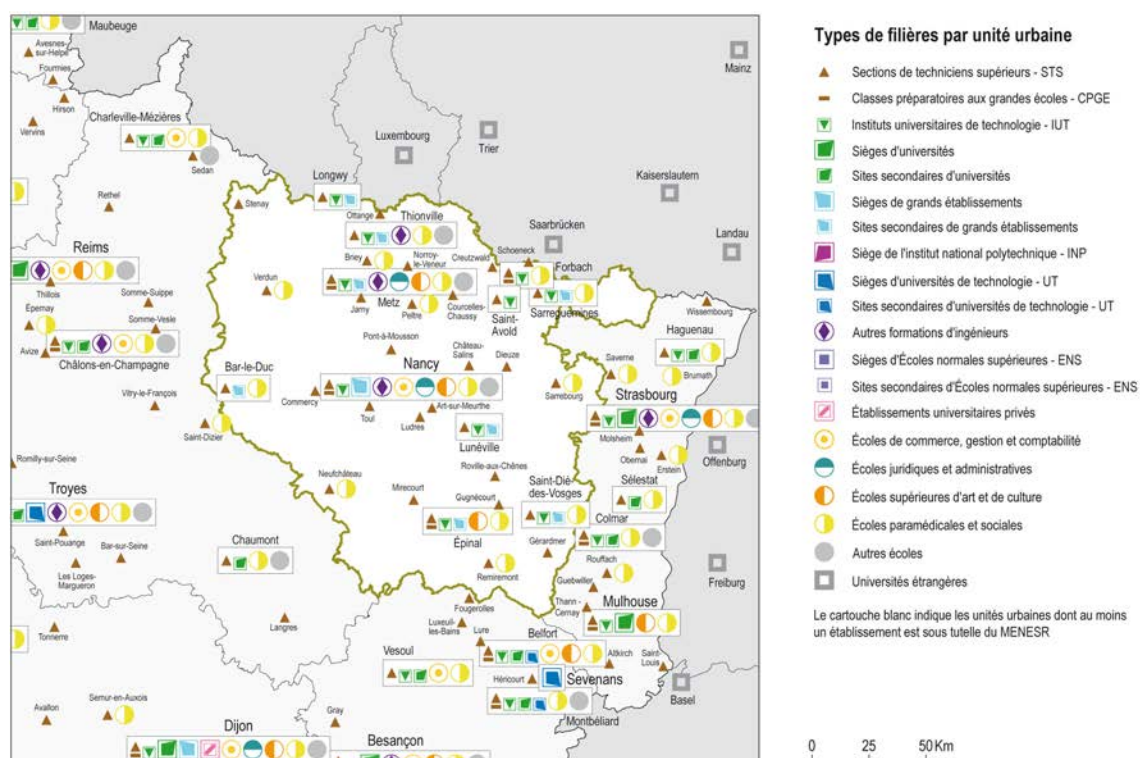 Maubeuge
Avesnes-
sur-Helpe
Fourmies
Hirson
Vervins
Charleville-Mézières
Sedan
Rethel
Reims
Thillois
Somme-Suippe
Épernay
Somme-Vesle
Avize
Châlons-en-Champagne
Vitry-le-François
Saint-Dizier
Romilly-sur-Seine
Troyes
Saint-Pouange
Bar-sur-Seine
Les Loges-
Margueron
Chaumont
Langres
Tonnerre
Avallon
Semur-en-Auxois
Dijon
Gray
Besançon
Vesoul
Luxembourg
Trier
Mainz
Kaiserslautern
Landau
Saarbrücken
Longwy
Stenay
Ottange
Thionville
Briey
Norroy-
le-Veneur
Creutzwald
Schoeneck
Forbach
Verdun
Metz
Jarny
Peltre
Courcelles-
Chaussy
Saint-
Avold
Sarreguemines
Wissembourg
Haguenau
Pont-à-Mousson
Château-
Salins
Dieuze
Saverne
Brumath
Bar-le-Duc
Nancy
Sarrebourg
Strasbourg
Commercy
Toul
Art-sur-Meurthe
Ludres
Lunéville
Molsheim
Obernai
Erstein
Offenburg
Neufchâteau
Mirecourt
Roville-aux-Chênes
Gugnécourt
Saint-Dié-
des-Vosges
Sélestat
Colmar
Épinal
Gérardmer
Rouffach
Remiremont
Guebwiller
Freiburg
Thann -
Cernay
Mulhouse
Fougerolles
Luxeuil-
les-Bains
Lure
Belfort
Altkirch
Saint-
Louis
Héricourt
Sevenans
Basel
Montbéliard
Types de filières par unité urbaine
Sections de techniciens supérieurs - STS
Classes préparatoires aux grandes écoles - CPGE
Instituts universitaires de technologie - IUT
Sièges d'universités
Sites secondaires d'universités
Sièges de grands établissements
Sites secondaires de grands établissements
Siège de l'institut national polytechnique - INP
Sièges d'universités de technologie - UT
Sites secondaires d'universités de technologie - UT
Autres formations d'ingénieurs
Sièges d'Écoles normales supérieures - ENS
Sites secondaires d'Écoles normales supérieures - ENS
Établissements universitaires privés
Écoles de commerce, gestion et comptabilité
Écoles juridiques et administratives
Écoles supérieures d'art et de culture
Écoles paramédicales et sociales
Autres écoles
Universités étrangères
Le cartouche blanc indique les unités urbaines dont au moins
un établissement est sous tutelle du MENESR
0 25 50 Km